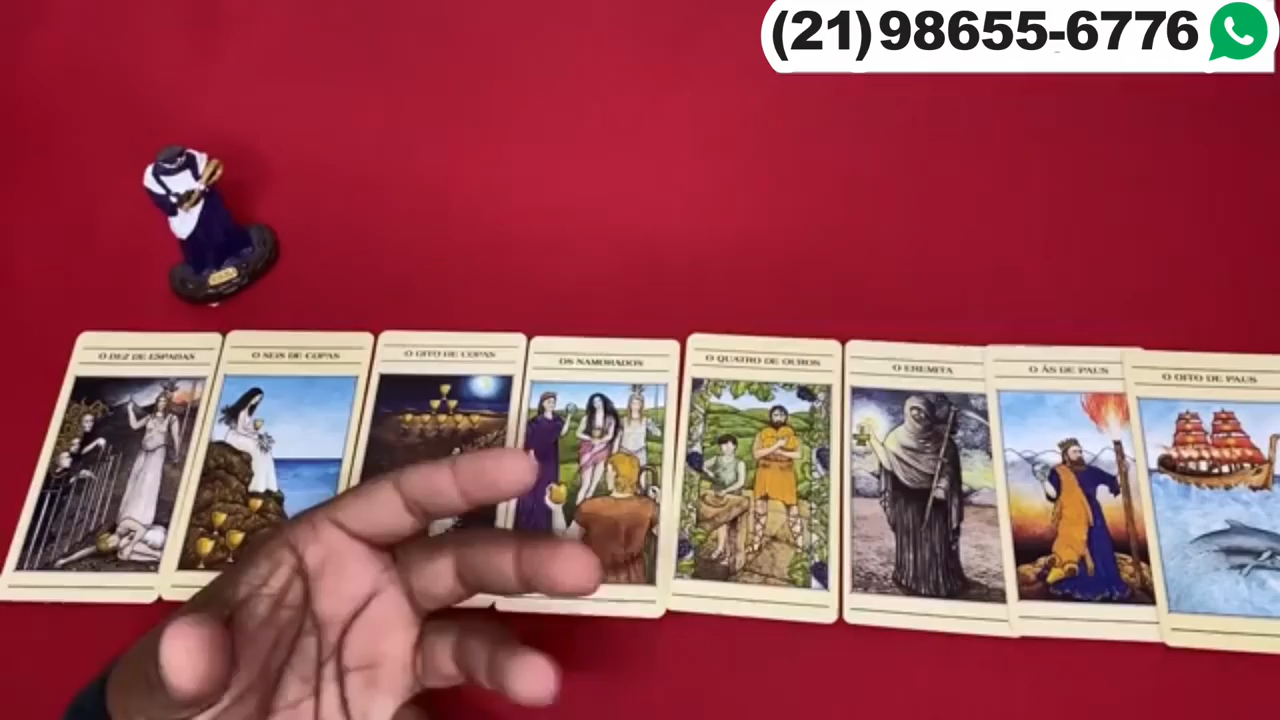 (21)98655-6776
O DEZ DE ESPADAS
O SEIS DE COPAS
O OITO DE COPAS
OS NAMORADOS
O QUATRO DE OUROS
O EREMITA
O ÀS DE PAUS
O OITO DE PAUS